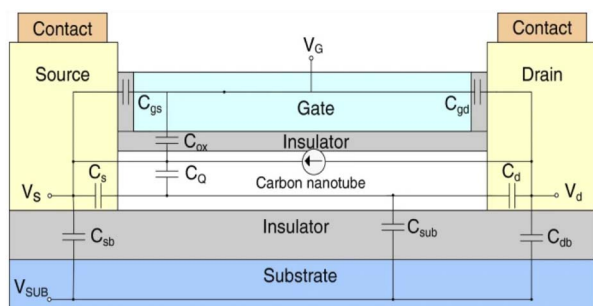 Contact
Contact
V_G
Source
Drain
C_gs
C_gd
Gate
C_ox
Insulator
C_s
C_Q
C_d
Carbon nanotube
V_S
V_d
C_sb
Insulator
C_sub
C_db
Substrate
V_SUB